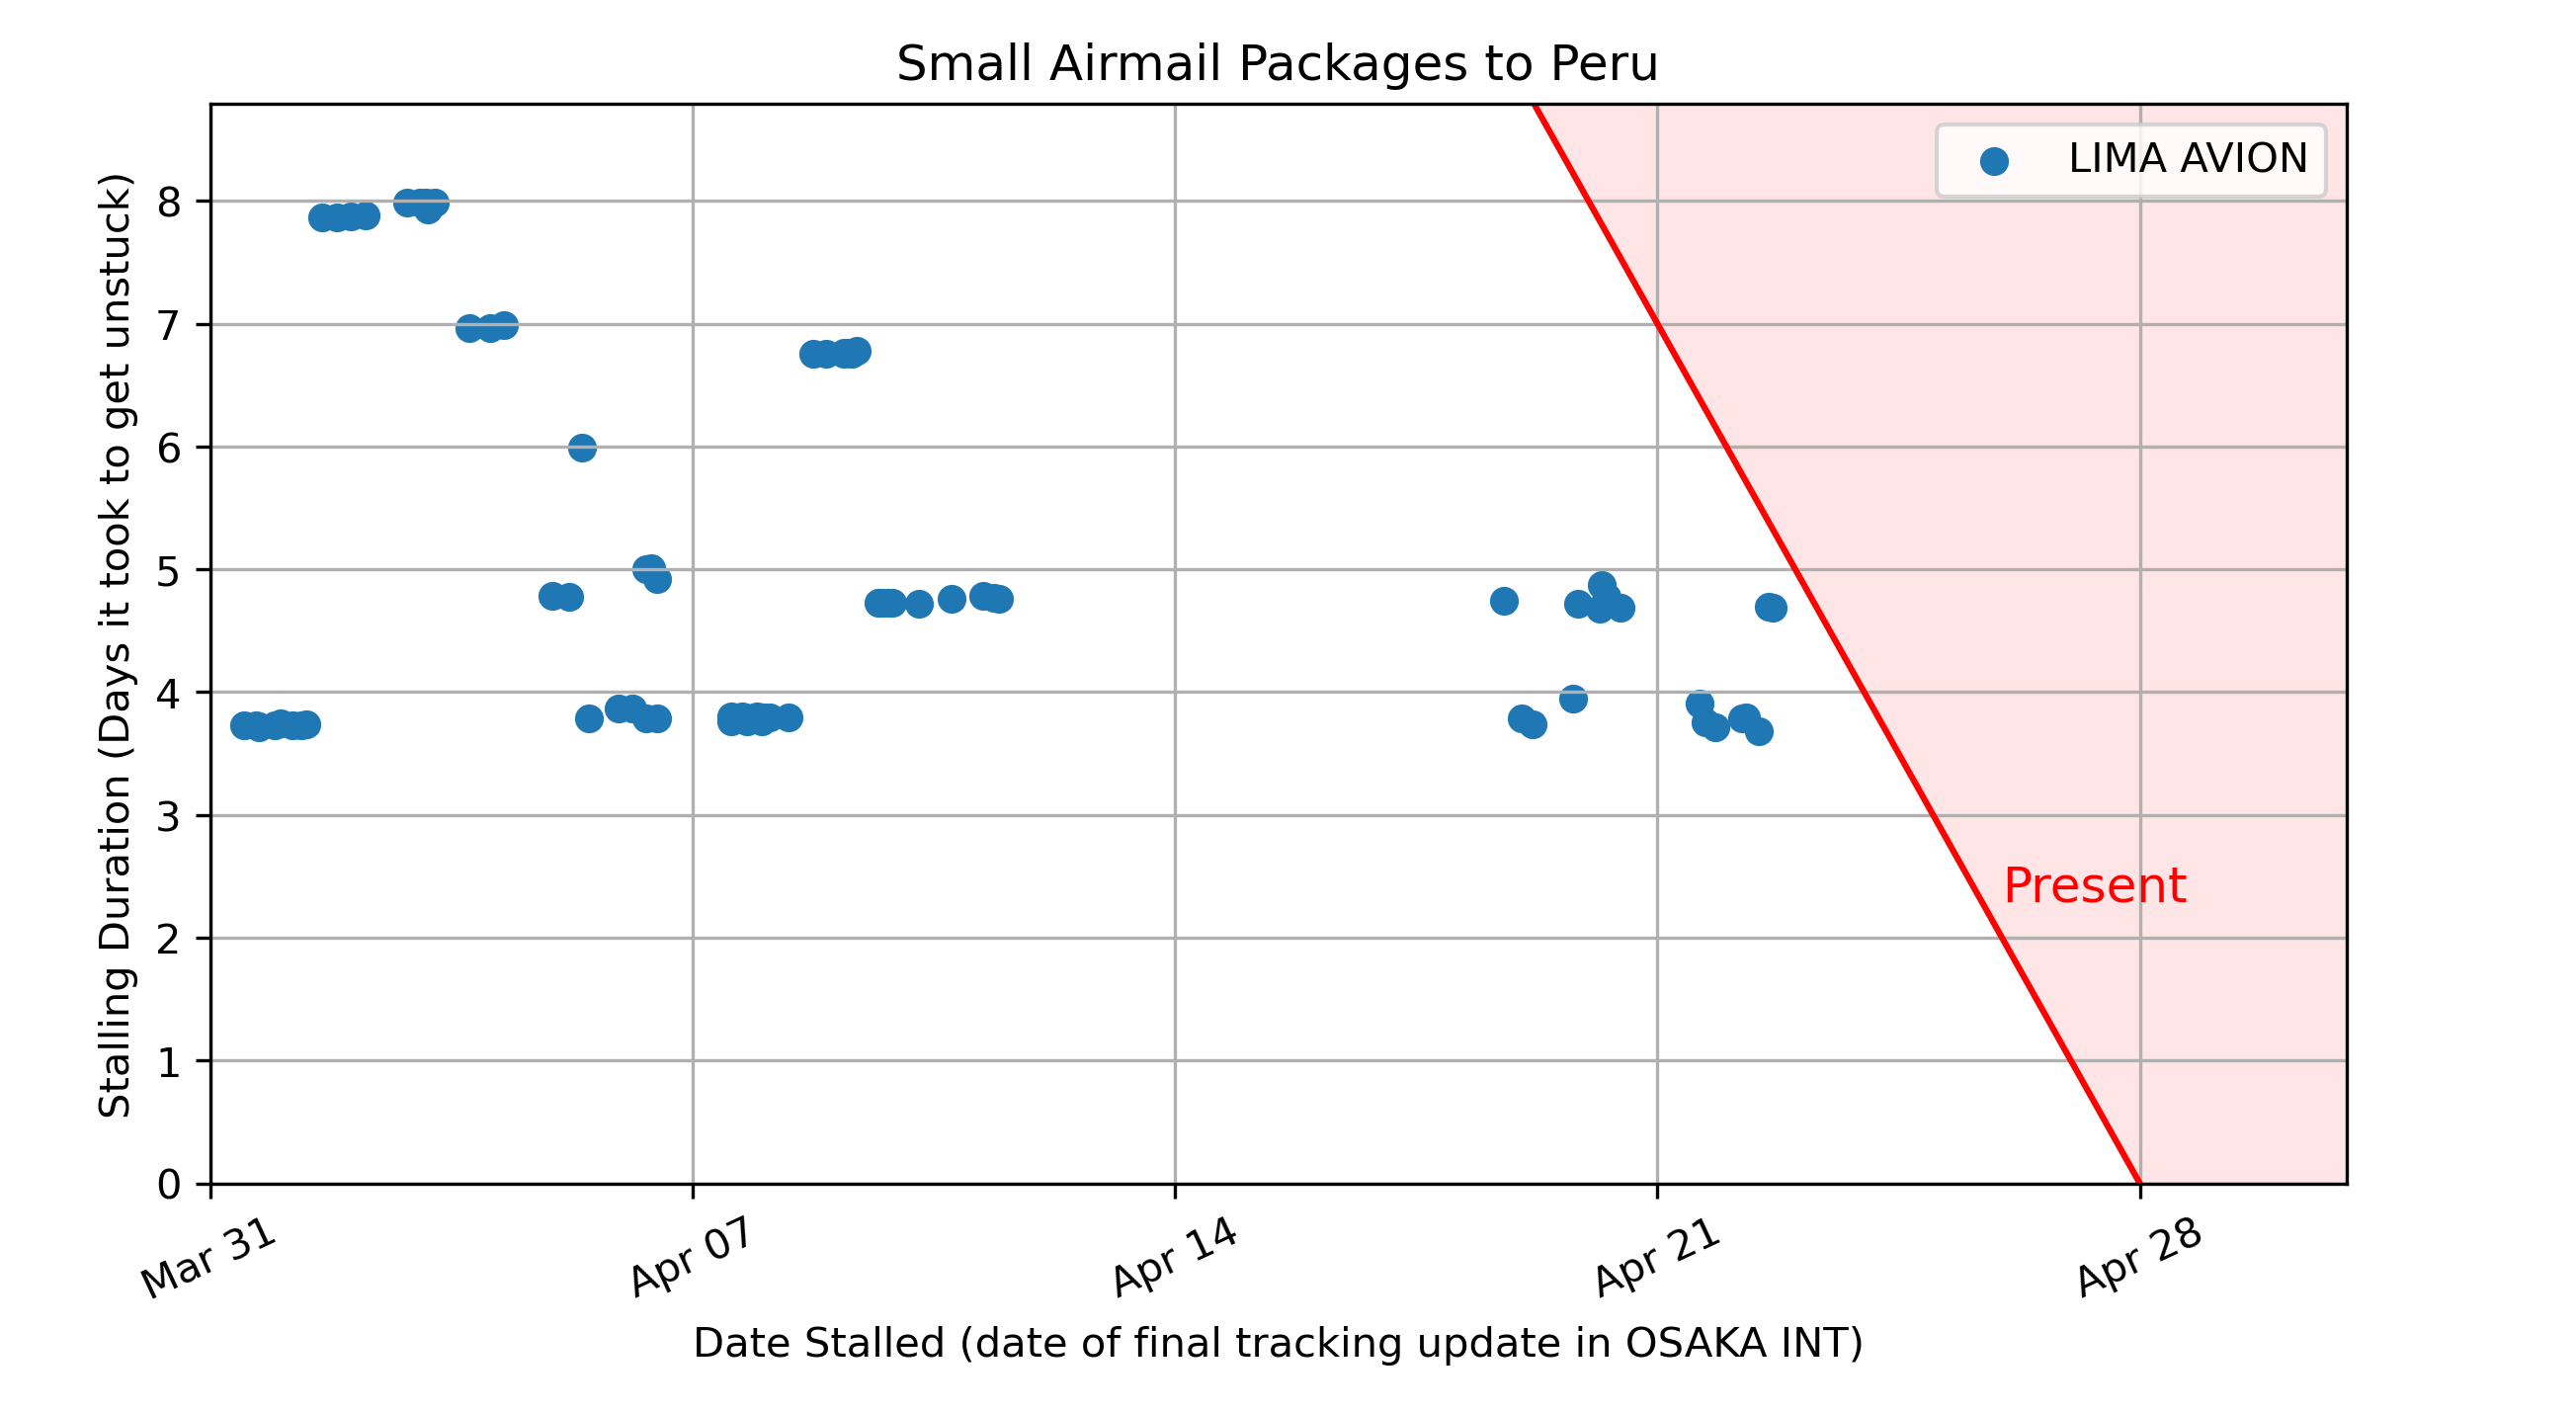 Small Airmail Packages to Peru
LIMA AVION
Stalling Duration (Days it took to get unstuck)
8
7
6
5
4
3
2
1
0
Present
Mar 31
Apr 07
Apr 14
Apr 21
Apr 28
Date Stalled (date of final tracking update in OSAKA INT)